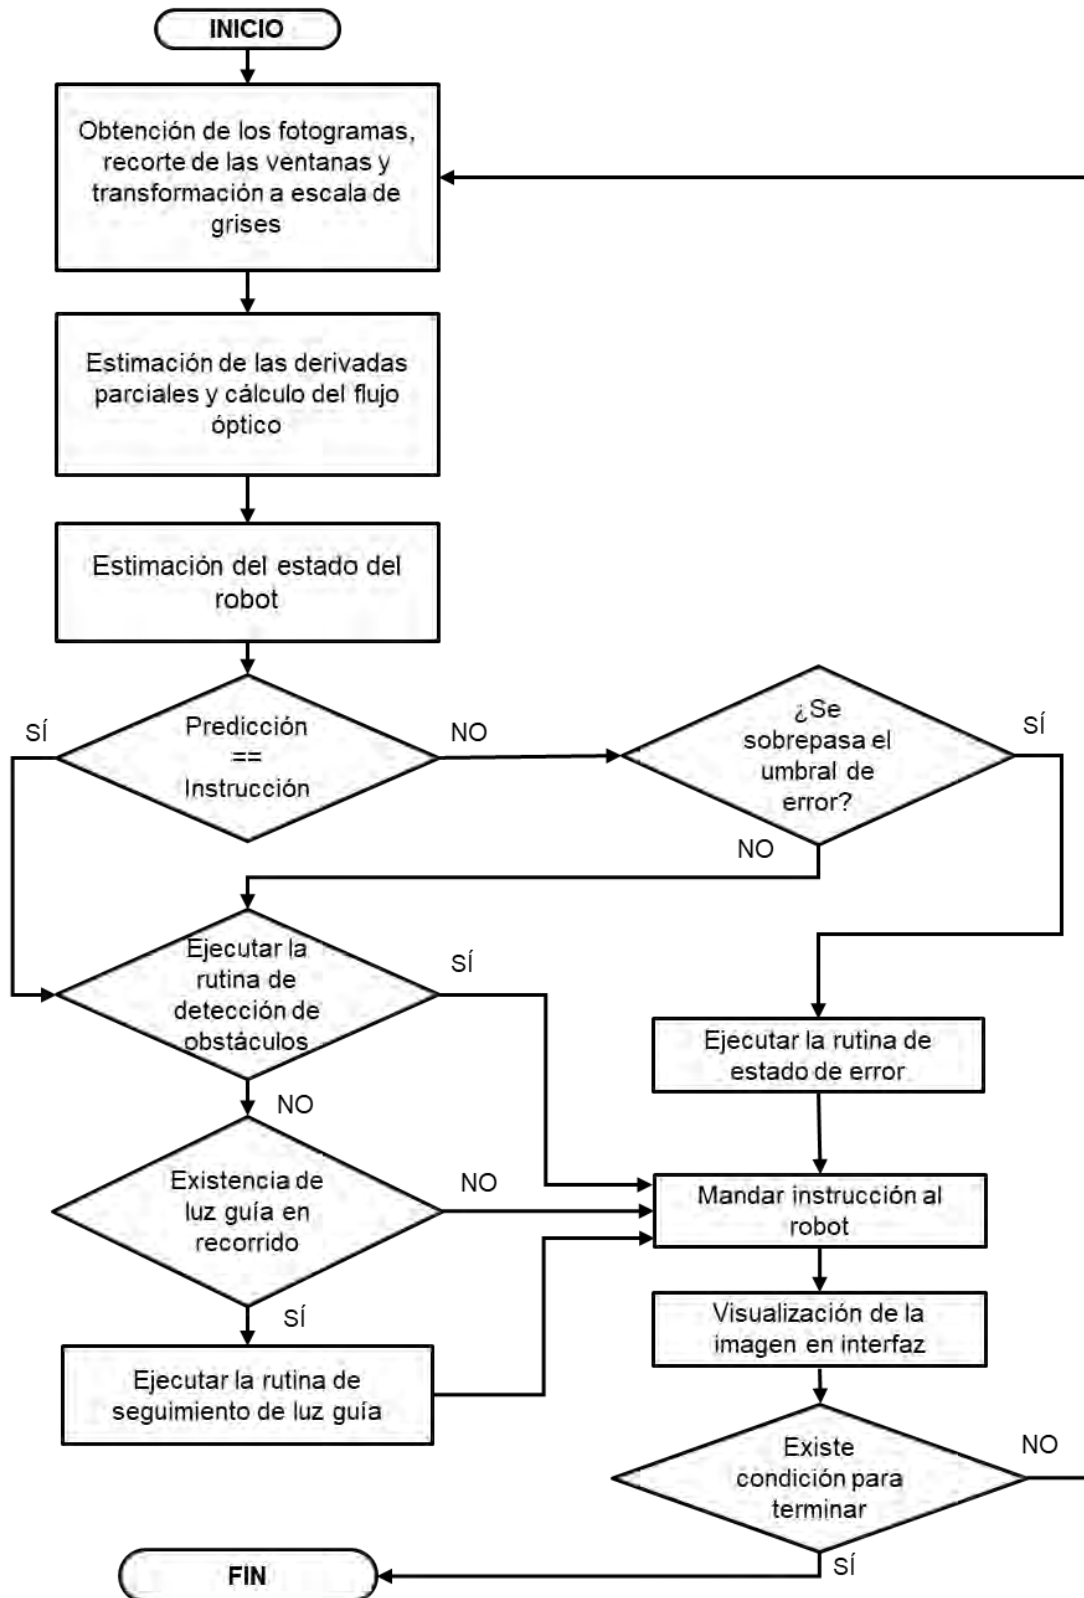 INICIO
Obtención de los fotogramas,
recorte de las ventanas y
transformación a escala de
grises
Estimación de las derivadas
parciales y cálculo del flujo
óptico
Estimación del estado del
robot
SÍ
Predicción
==
Instrucción
NO
¿Se
sobrepasa el
umbral de
error?
SÍ
NO
Ejecutar la
rutina de
detección de
obstáculos
SÍ
NO
Ejecutar la rutina de
estado de error
Existencia de
luz guía en
recorrido
NO
SÍ
Mandar instrucción al
robot
Ejecutar la rutina de
seguimiento de luz guía
Visualización de la
imagen en interfaz
Existe
condición para
terminar
NO
SÍ
FIN